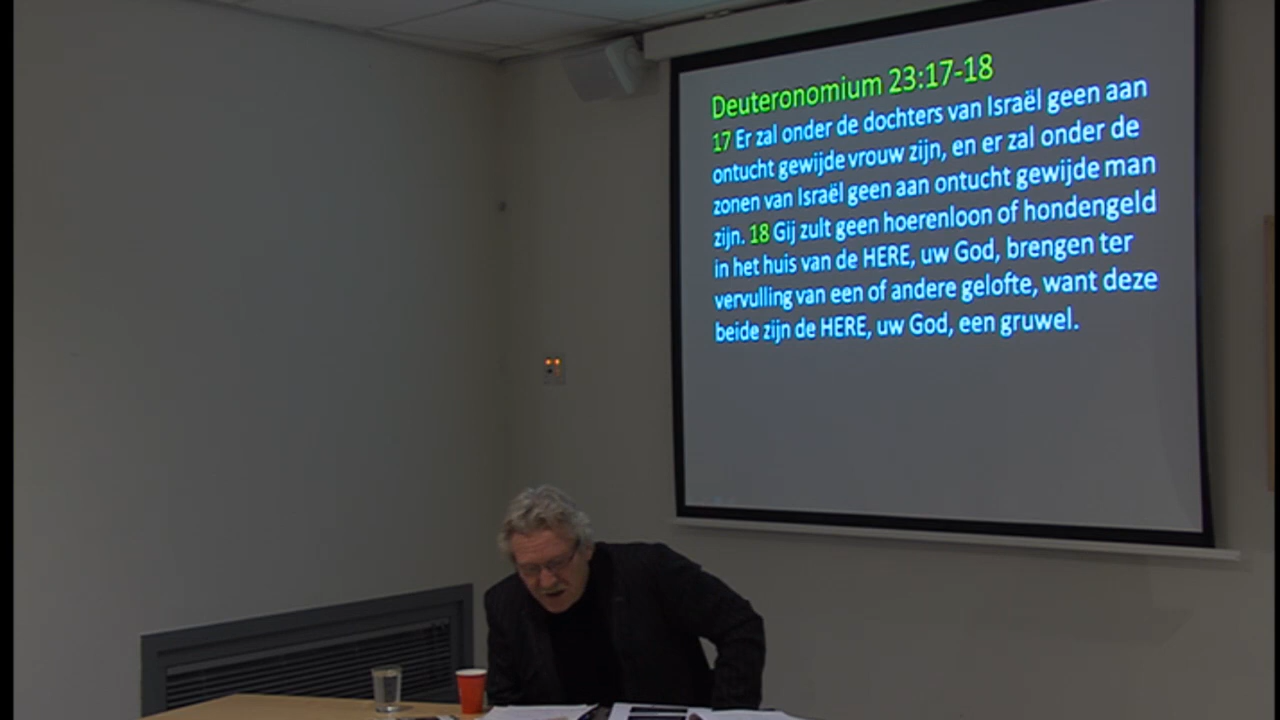 Deuteronomium 23:17-18
17 Er zal onder de dochters van Israël geen aan
ontucht gewijde vrouw zijn, en er zal onder de
zonen van Israël geen aan ontucht gewijde man
zijn. 18 Gij zult geen hoerenloon of hondengeld
in het huis van de HERE, uw God, brengen ter
vervulling van een of andere gelofte, want deze
beide zijn de HERE, uw God, een gruwel.